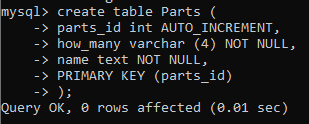 mysql> create table Parts (
    -> parts_id int AUTO_INCREMENT,
    -> how_many varchar (4) NOT NULL,
    -> name text NOT NULL,
    -> PRIMARY KEY (parts_id)
    -> );
Query OK, 0 rows affected (0.01 sec)